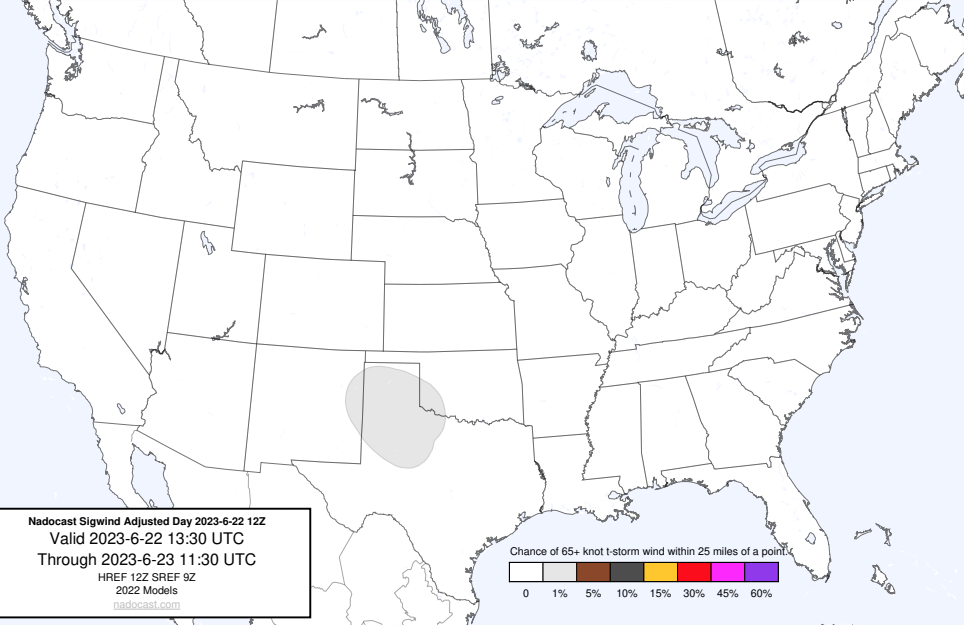 Nadocast Sigwind Adjusted Day 2023-6-22 12Z
Valid 2023-6-22 13:30 UTC
Through 2023-6-23 11:30 UTC
HREF 12Z SREF 9Z
2022 Models
nadocast.com
Chance of 65+ knot t-storm wind within 25 miles of a point.
0 1% 5% 10% 15% 30% 45% 60%